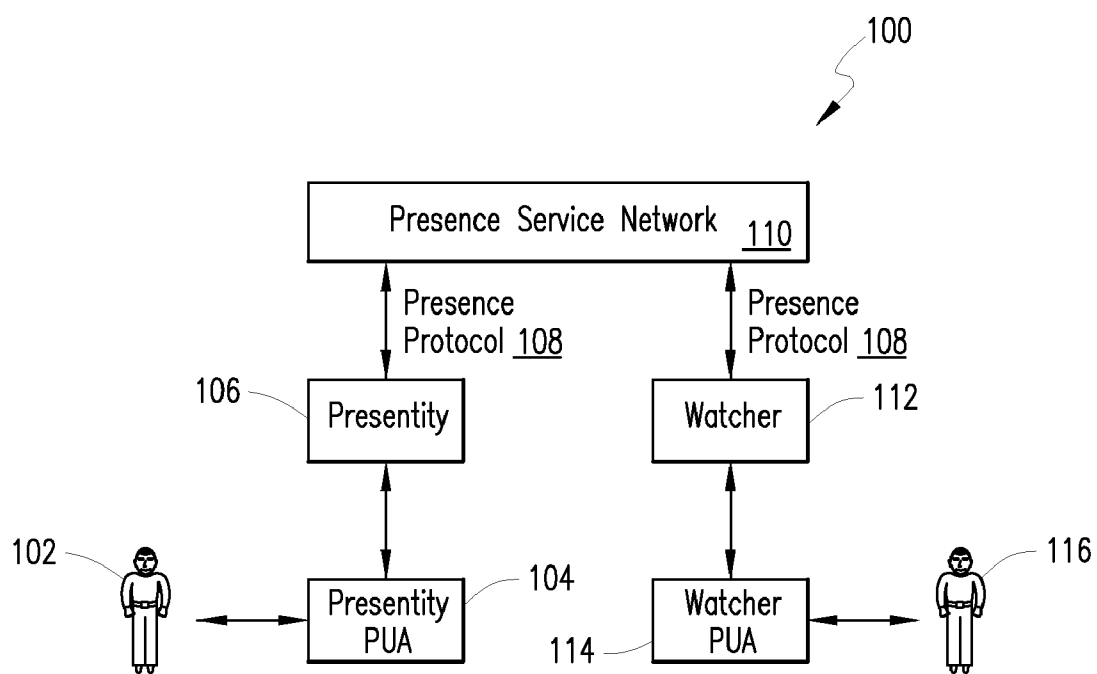 100
Presence Service Network 110
Presence Presence
Protocol 108 Protocol 108
106 Presentity Watcher 112
102 116
Presentity 104 Watcher
PUA 114 PUA